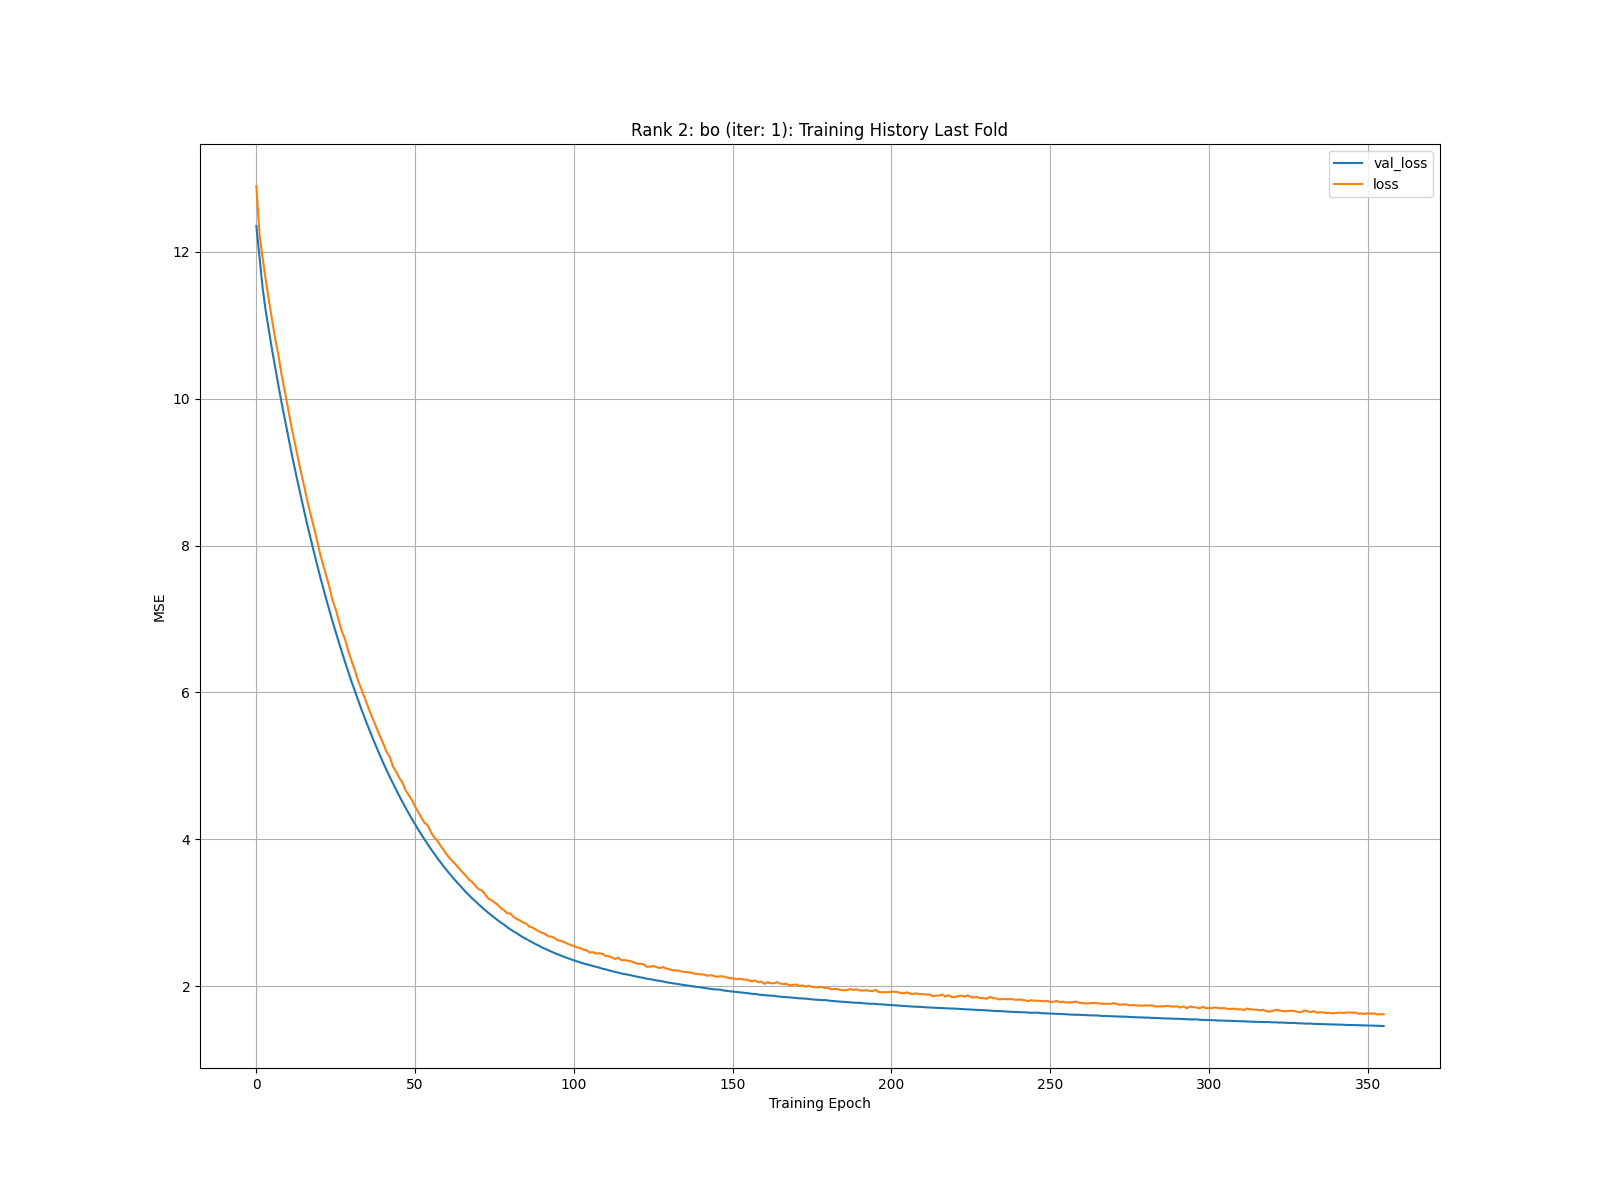 Rank 2: bo (iter: 1): Training History Last Fold
val_loss
loss
12
10
8
6
4
2
MSE
0 50 100 150 200 250 300 350
Training Epoch